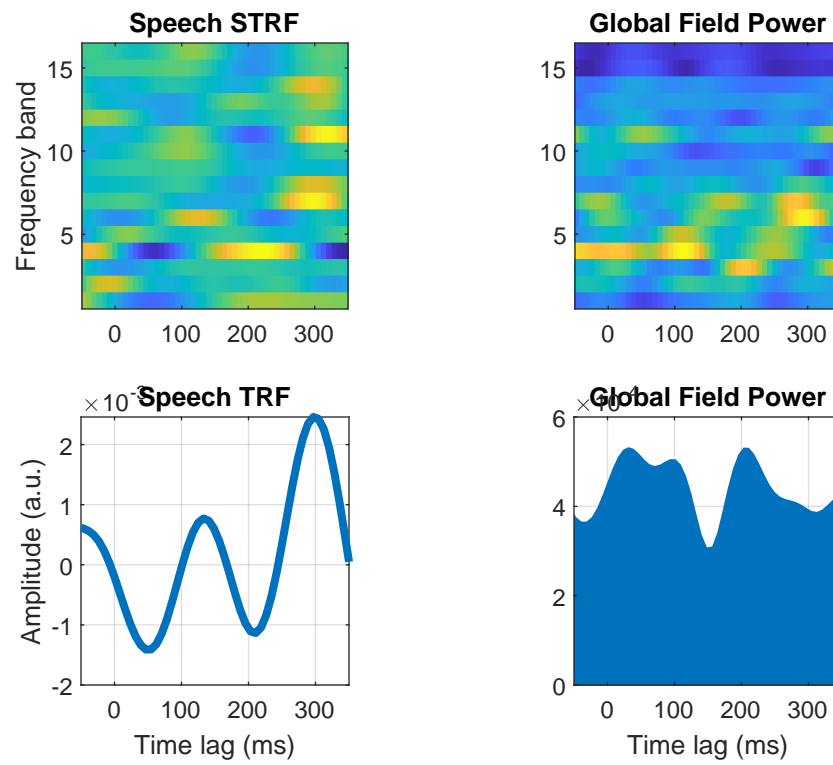 Speech STRF
Global Field Power
Frequency band
15
10
5
0 100 200 300
15
10
5
0 100 200 300
×10-3
Speech TRF
×10-4
Global Field Power
Amplitude (a.u.)
2
1
0
-1
-2
0 100 200 300
Time lag (ms)
6
4
2
0
0 100 200 300
Time lag (ms)